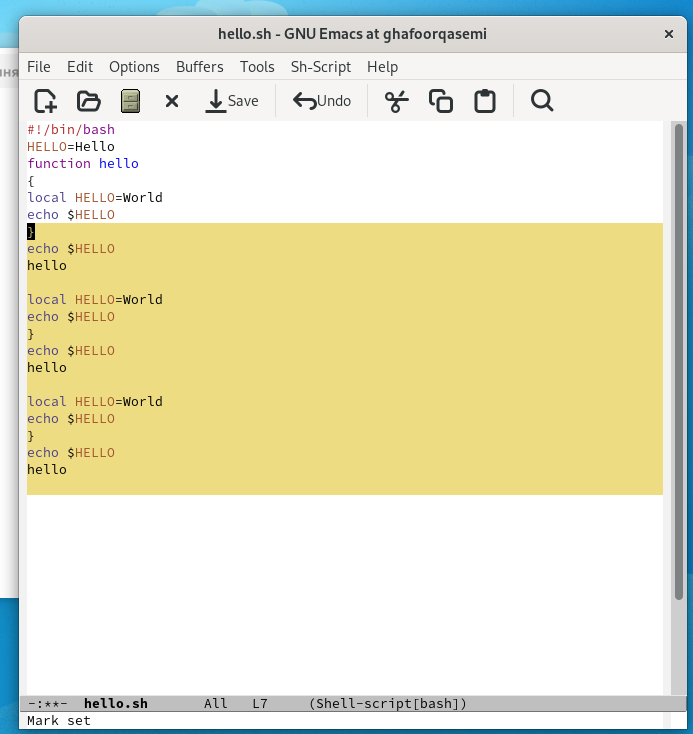 hello.sh - GNU Emacs at ghafoorqasemi
ня
File Edit Options Buffers Tools Sh-Script Help
Save Undo
#!/bin/bash
HELLO=Hello
function hello
{
local HELLO=World
echo $HELLO
}
echo $HELLO
hello
local HELLO=World
echo $HELLO
}
echo $HELLO
hello
local HELLO=World
echo $HELLO
}
echo $HELLO
hello
-:**- hello.sh All L7 (Shell-script[bash])
Mark set